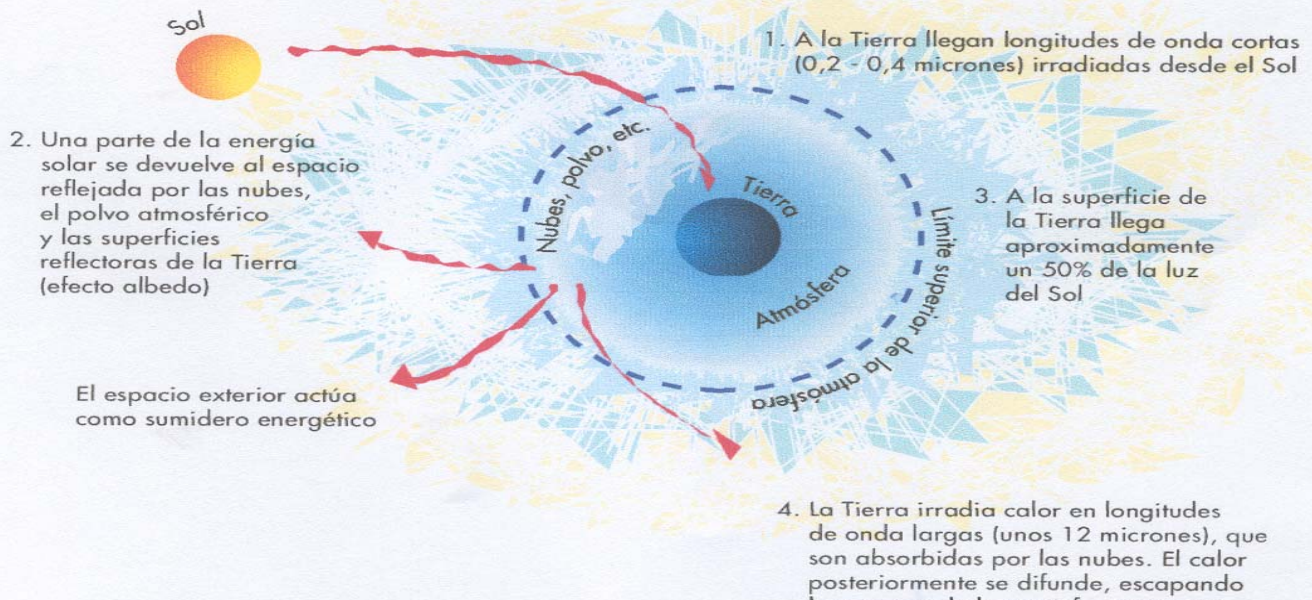 Sol
1. A la Tierra llegan longitudes de onda cortas
(0,2 - 0,4 micrones) irradiadas desde el Sol
2. Una parte de la energía
solar se devuelve al espacio
reflejada por las nubes,
el polvo atmosférico
y las superficies
reflectoras de la Tierra
(efecto albedo)
Nubes, polvo, etc.
Tierra
Atmósfera
Límite superior de la atmósfera
3. A la superficie de
la Tierra llega
aproximadamente
un 50% de la luz
del Sol
El espacio exterior actúa
como sumidero energético
4. La Tierra irradia calor en longitudes
de onda largas (unos 12 micrones), que
son absorbidas por las nubes. El calor
posteriormente se difunde, escapando